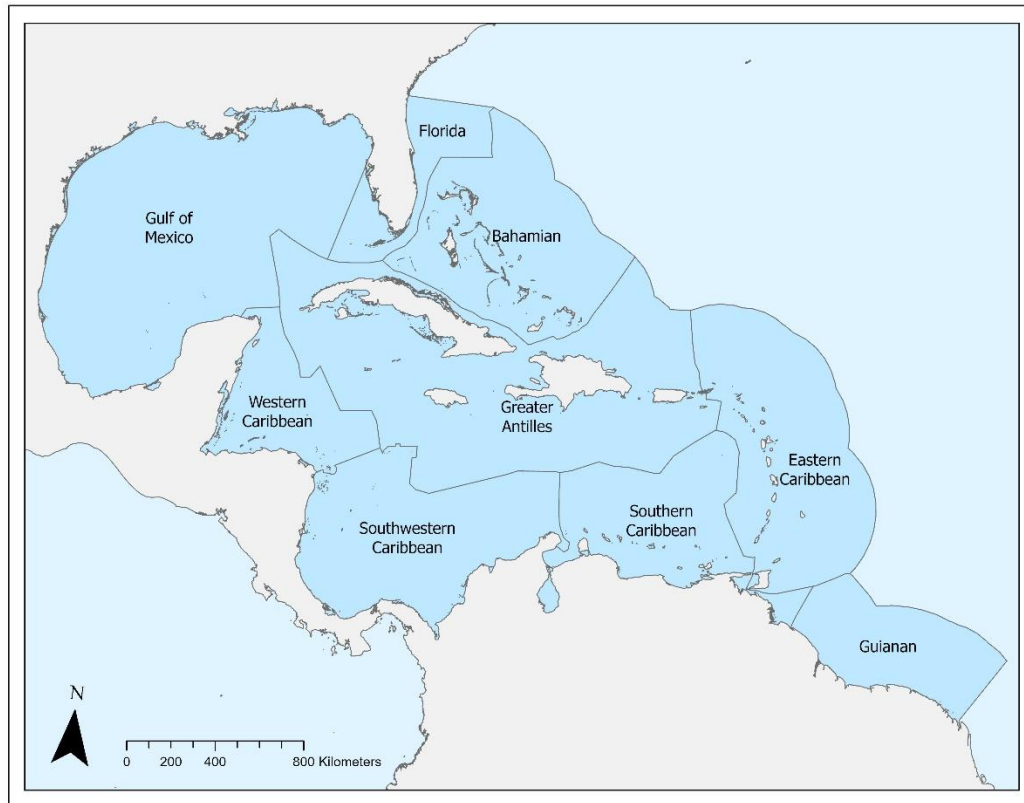 Florida
Gulf of
Mexico
Bahamian
Western
Caribbean
Greater
Antilles
Eastern
Caribbean
Southwestern
Caribbean
Southern
Caribbean
Guianan
N
0 200 400 800 Kilometers